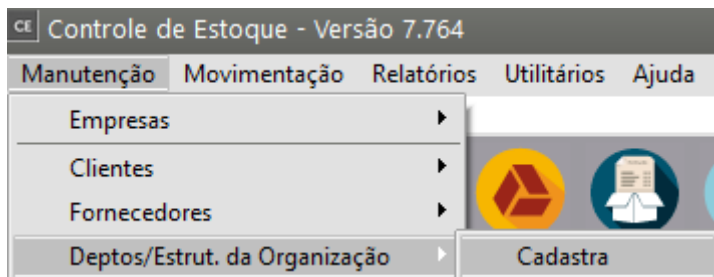 CE Controle de Estoque - Versão 7.764
Manutenção Movimentação Relatórios Utilitários Ajuda
Empresas
Clientes
Fornecedores
Deptos/Estrut. da Organização Cadastra